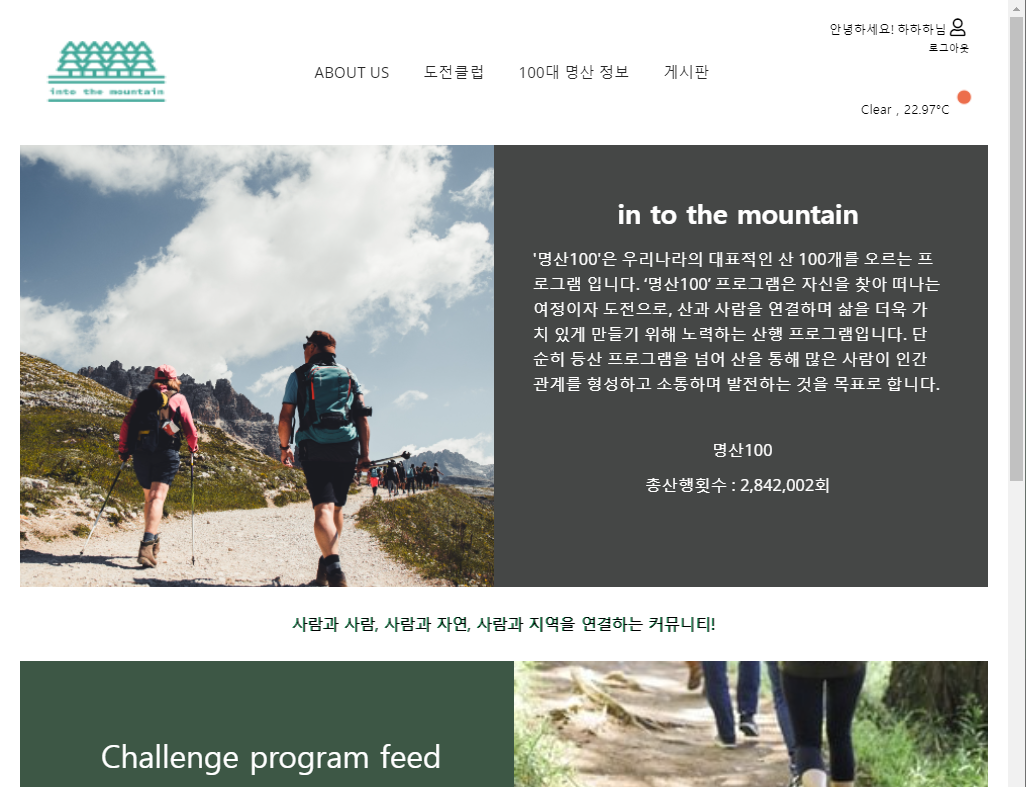 안녕하세요! 하하하님
로그아웃
into the mountain
ABOUT US 도전클럽 100대 명산 정보 게시판
Clear , 22.97°C
in to the mountain
'명산100'은 우리나라의 대표적인 산 100개를 오르는 프
로그램 입니다. ‘명산100’ 프로그램은 자신을 찾아 떠나는
여정이자 도전으로, 산과 사람을 연결하며 삶을 더욱 가
치 있게 만들기 위해 노력하는 산행 프로그램입니다. 단
순히 등산 프로그램을 넘어 산을 통해 많은 사람이 인간
관계를 형성하고 소통하며 발전하는 것을 목표로 합니다.
명산100
총산행횟수 : 2,842,002회
사람과 사람, 사람과 자연, 사람과 지역을 연결하는 커뮤니티!
Challenge program feed